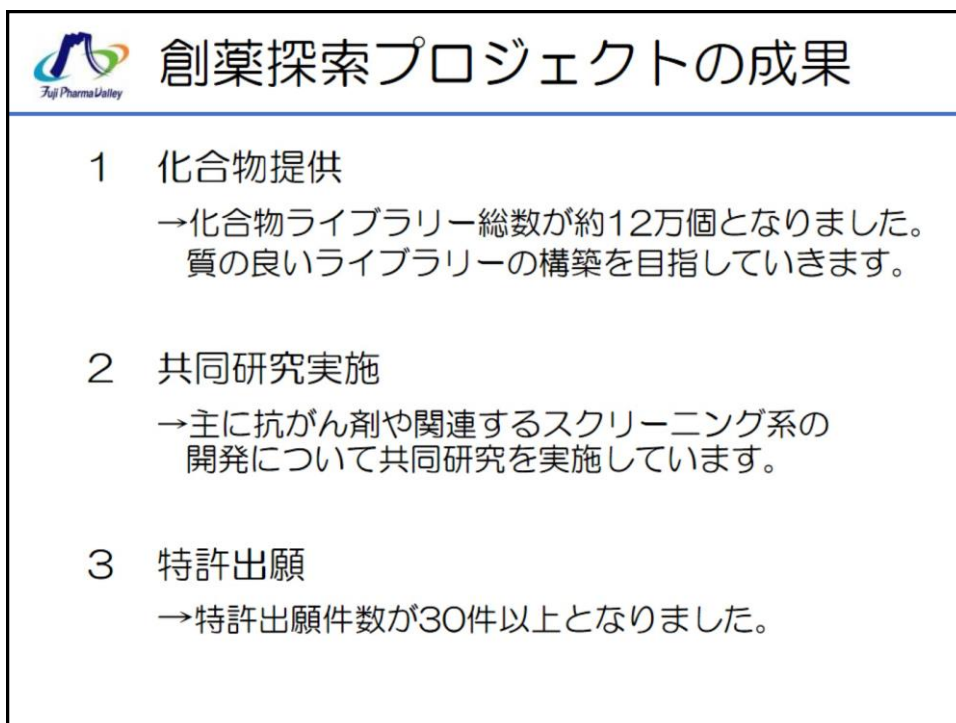 Fuji Pharma Valley
創薬探索プロジェクトの成果
1 化合物提供
→化合物ライブラリー総数が約12万個となりました。
質の良いライブラリーの構築を目指していきます。
2 共同研究実施
→主に抗がん剤や関連するスクリーニング系の
開発について共同研究を実施しています。
3 特許出願
→特許出願件数が30件以上となりました。